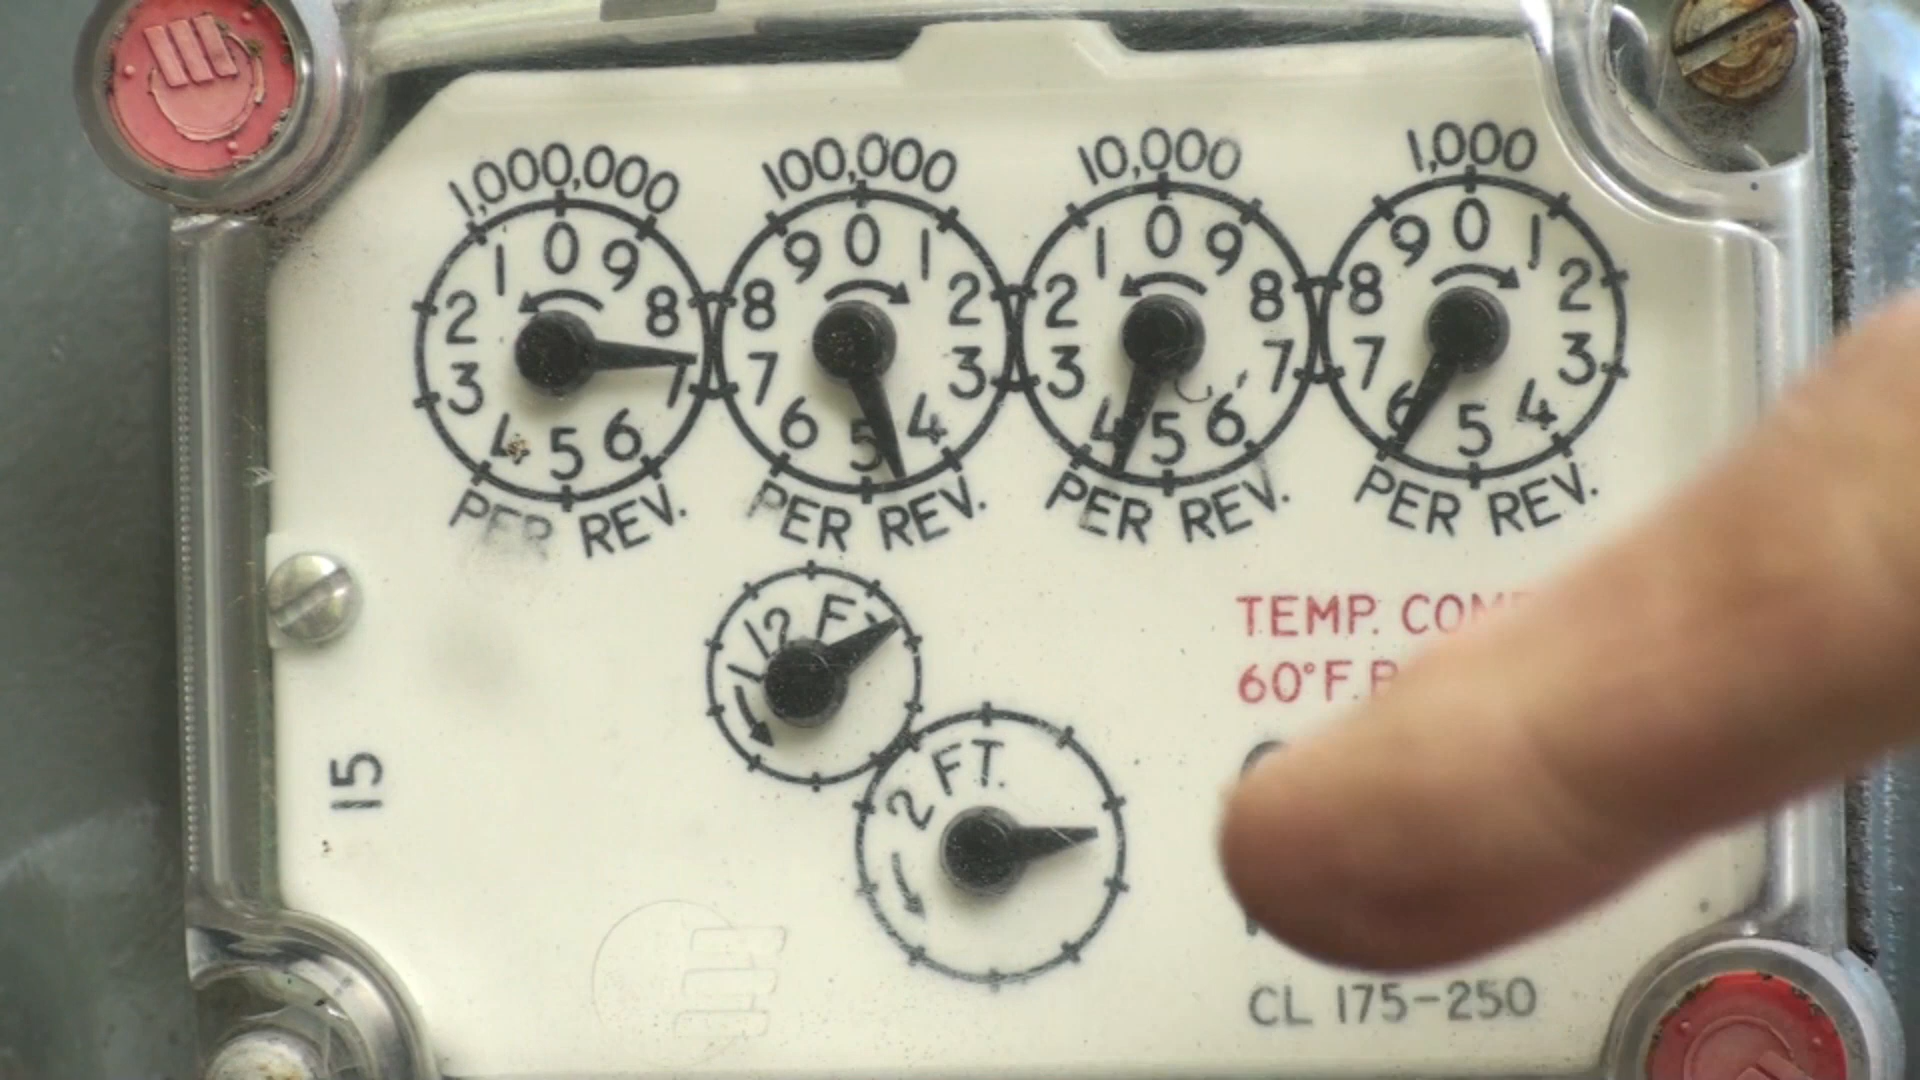 1,000,000 100,000 10,000 1,000
0 9 8 7 6 5 4 3 2 1
0 1 2 3 4 5 6 7 8 9
0 9 8 7 6 5 4 3 2 1
0 1 2 3 4 5 6 7 8 9
PER REV. PER REV. PER REV. PER REV.
1/2 FT.
TEMP.
60°F.
2 FT.
15
CL 175-250